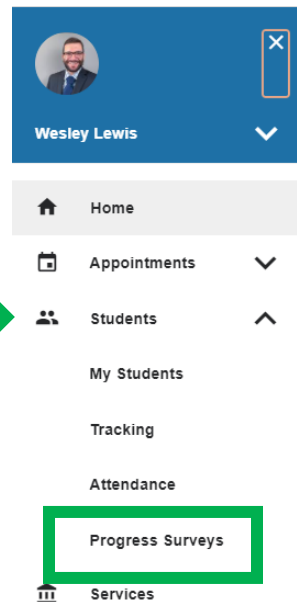 Wesley Lewis
Home
Appointments
Students
My Students
Tracking
Attendance
Progress Surveys
Services